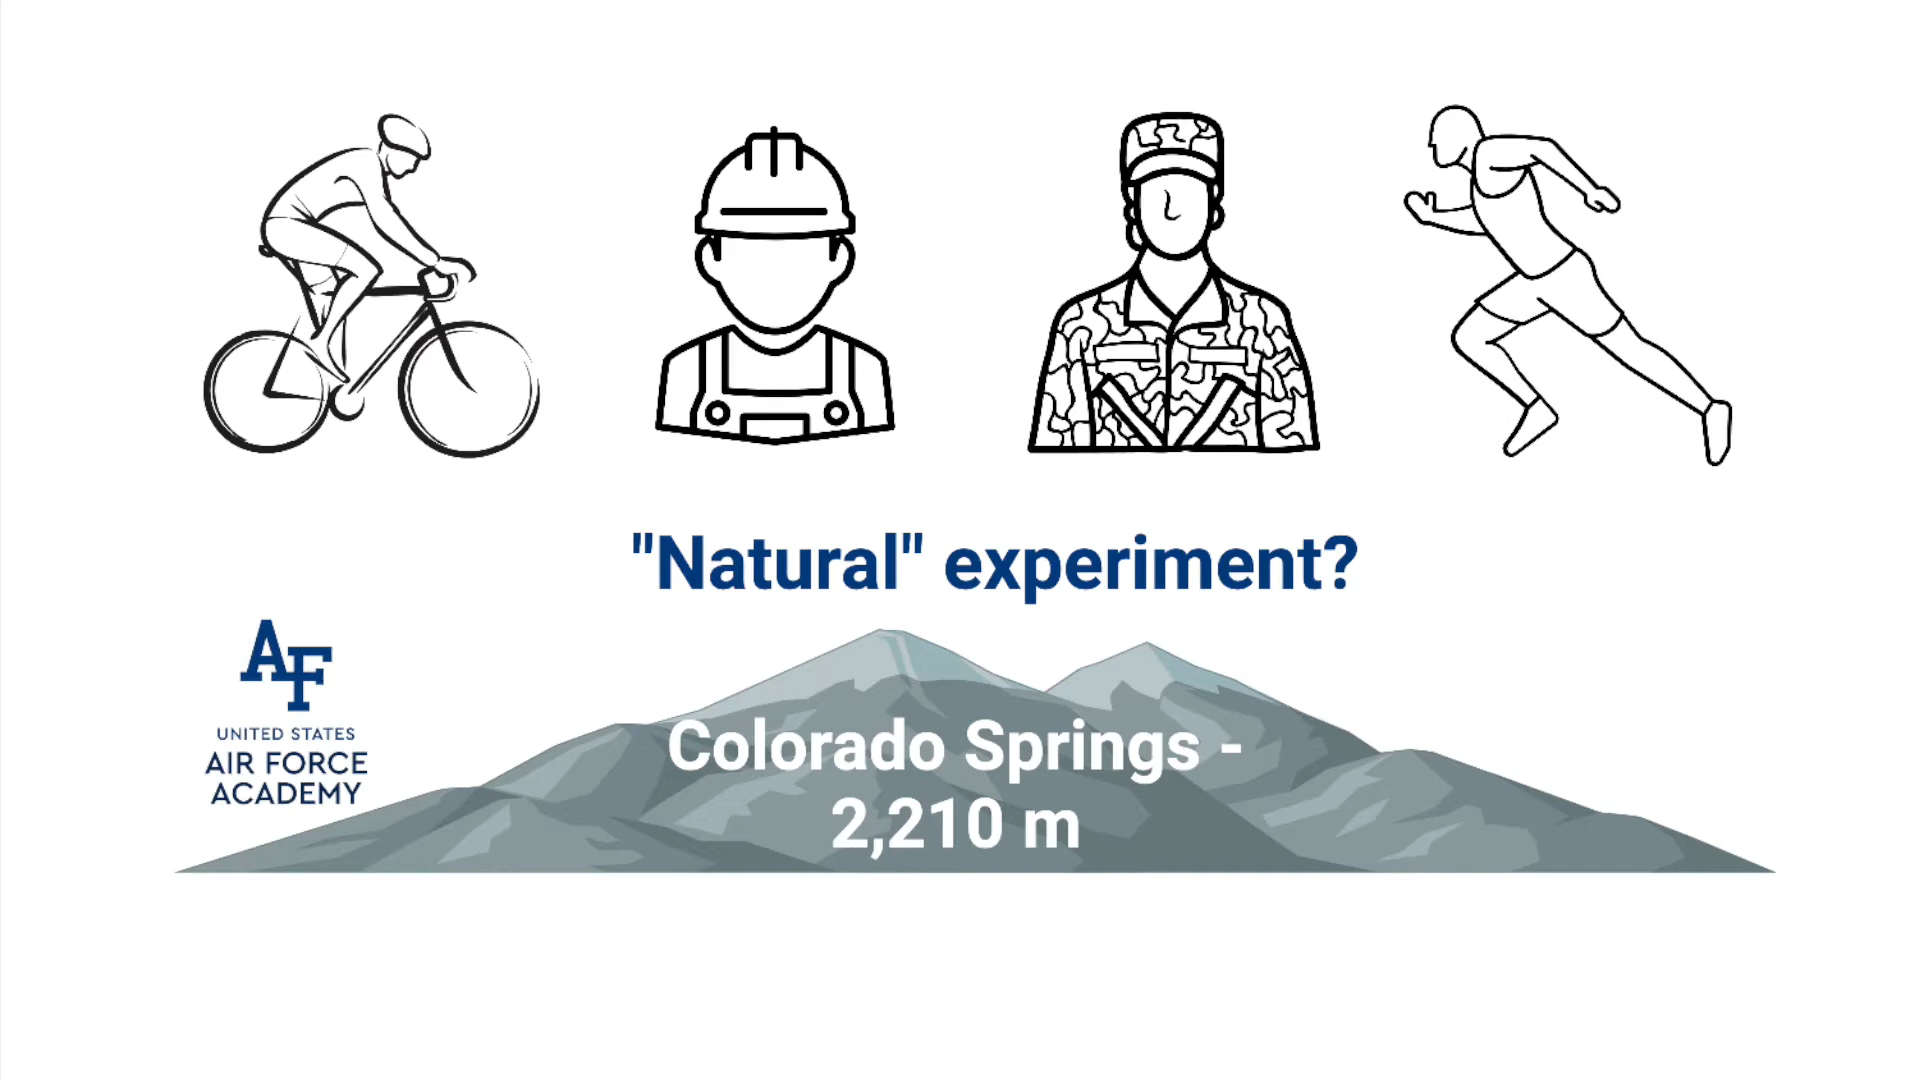 "Natural" experiment?
AF
UNITED STATES
AIR FORCE
ACADEMY
Colorado Springs -
2,210 m